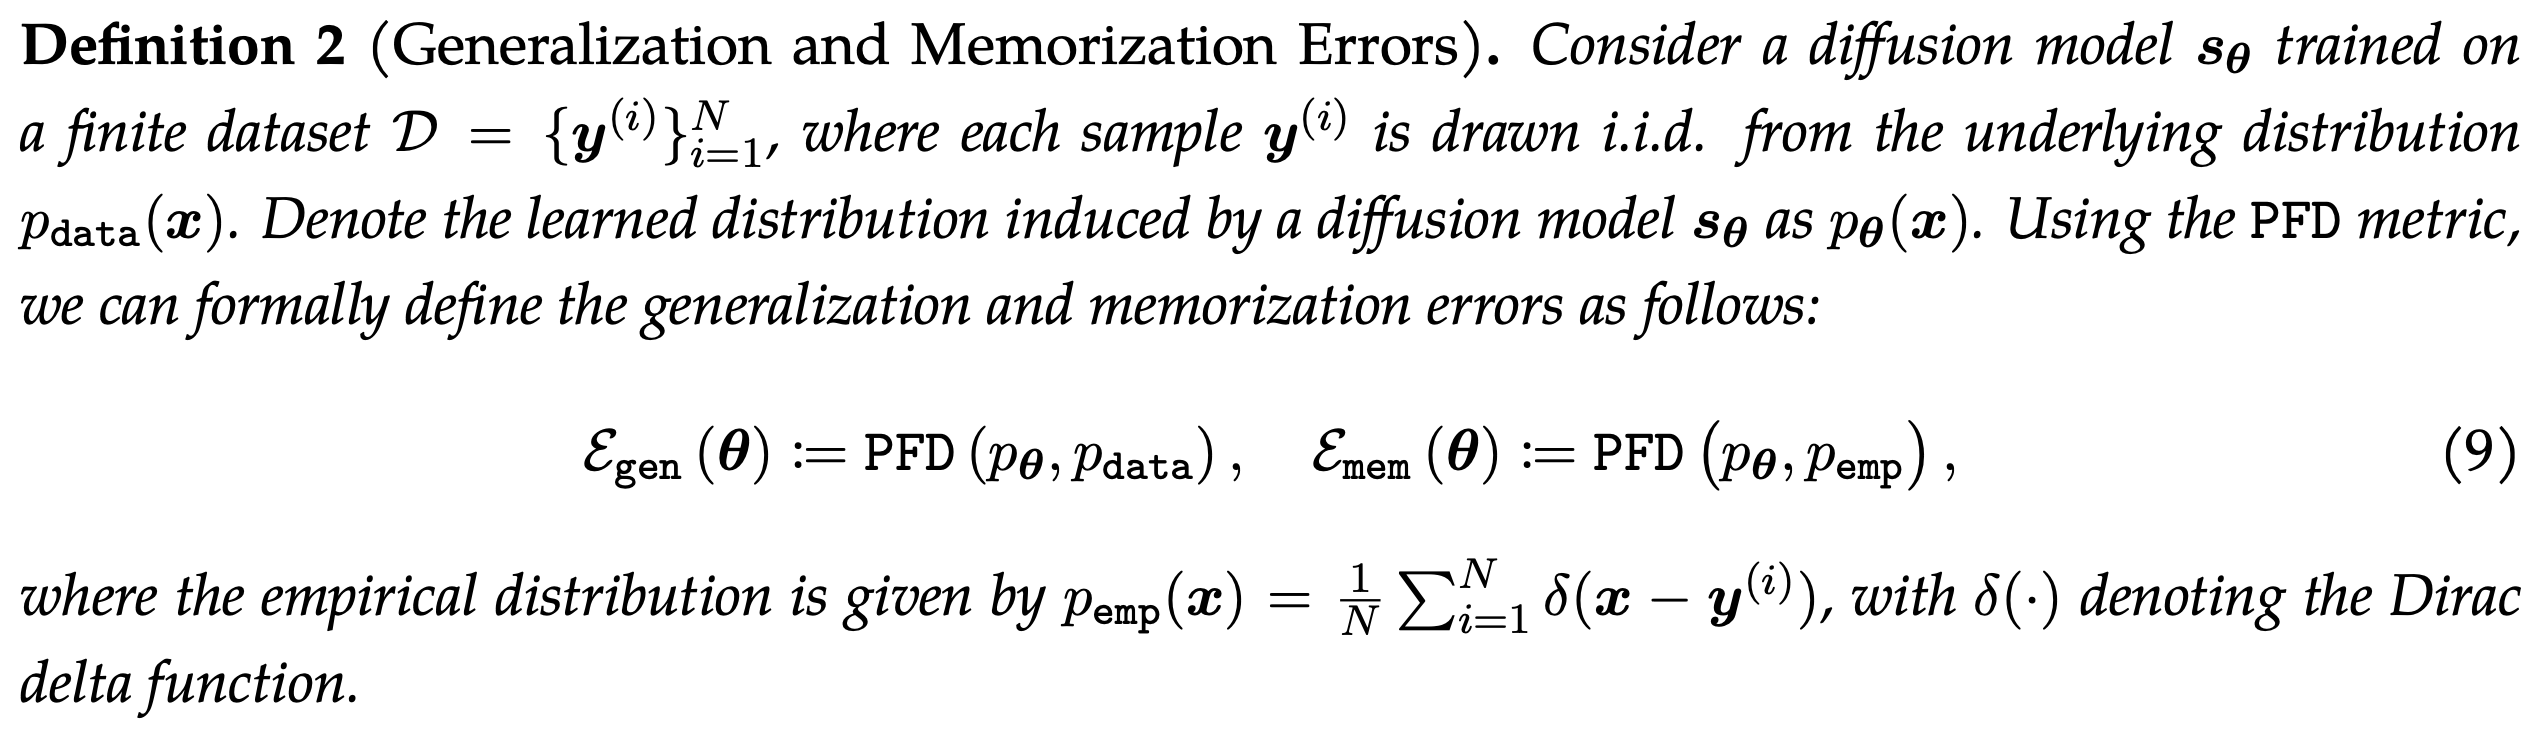 Definition 2 (Generalization and Memorization Errors). Consider a diffusion model $\boldsymbol{s}_{\boldsymbol{\theta}}$ trained on
a finite dataset $\mathcal{D} = \{\boldsymbol{y}^{(i)}\}_{i=1}^{N}$, where each sample $\boldsymbol{y}^{(i)}$ is drawn i.i.d. from the underlying distribution
$p_{\texttt{data}}(\boldsymbol{x})$. Denote the learned distribution induced by a diffusion model $\boldsymbol{s}_{\boldsymbol{\theta}}$ as $p_{\boldsymbol{\theta}}(\boldsymbol{x})$. Using the PFD metric,
we can formally define the generalization and memorization errors as follows:
$\mathcal{E}_{\texttt{gen}}(\boldsymbol{\theta}) := \texttt{PFD}(p_{\boldsymbol{\theta}}, p_{\texttt{data}}), \quad \mathcal{E}_{\texttt{mem}}(\boldsymbol{\theta}) := \texttt{PFD}(p_{\boldsymbol{\theta}}, p_{\texttt{emp}}),$ (9)
where the empirical distribution is given by $p_{\texttt{emp}}(\boldsymbol{x}) = \frac{1}{N} \sum_{i=1}^{N} \delta(\boldsymbol{x} - \boldsymbol{y}^{(i)})$, with $\delta(\cdot)$ denoting the Dirac
delta function.